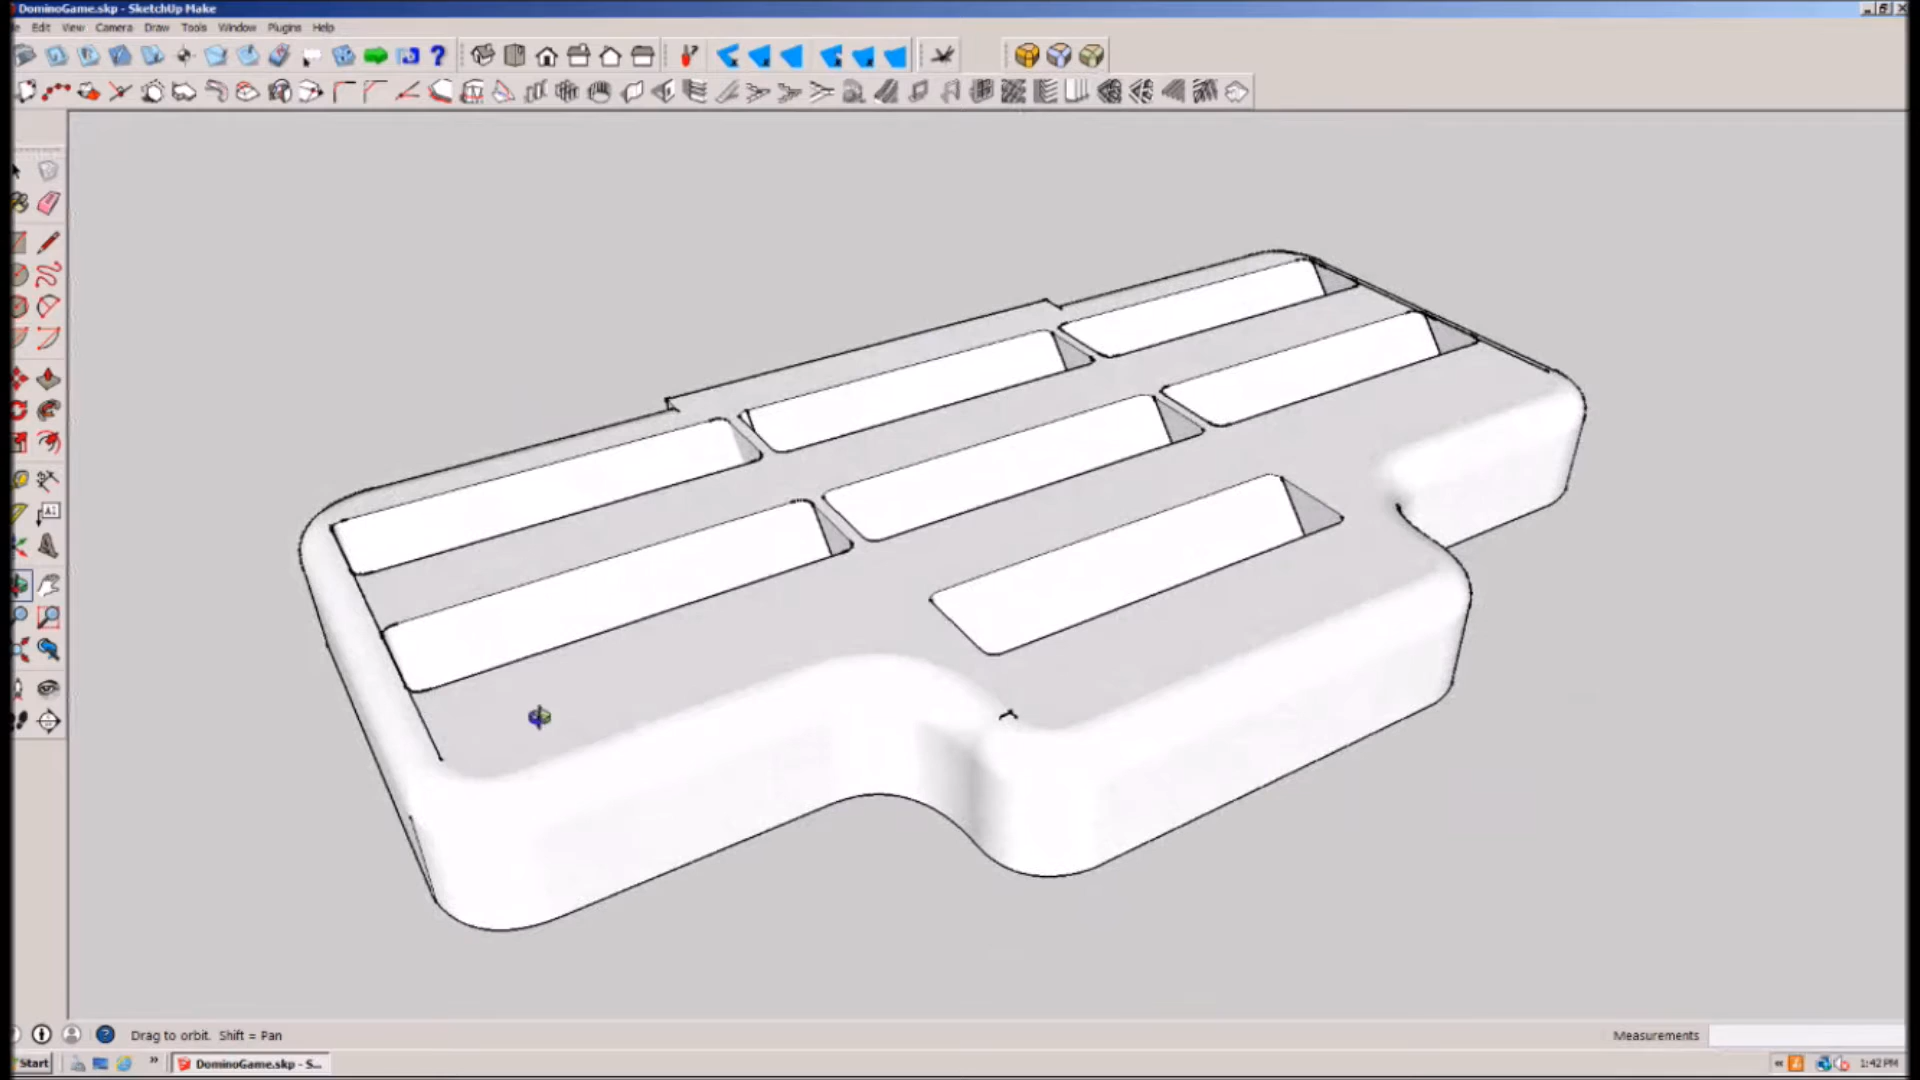 DominoGame.skp - SketchUp Make
Edit View Camera Draw Tools Window Plugins Help
?
A1
Drag to orbit. Shift = Pan
Measurements
Start
DominoGame.skp - S...
1:42 PM